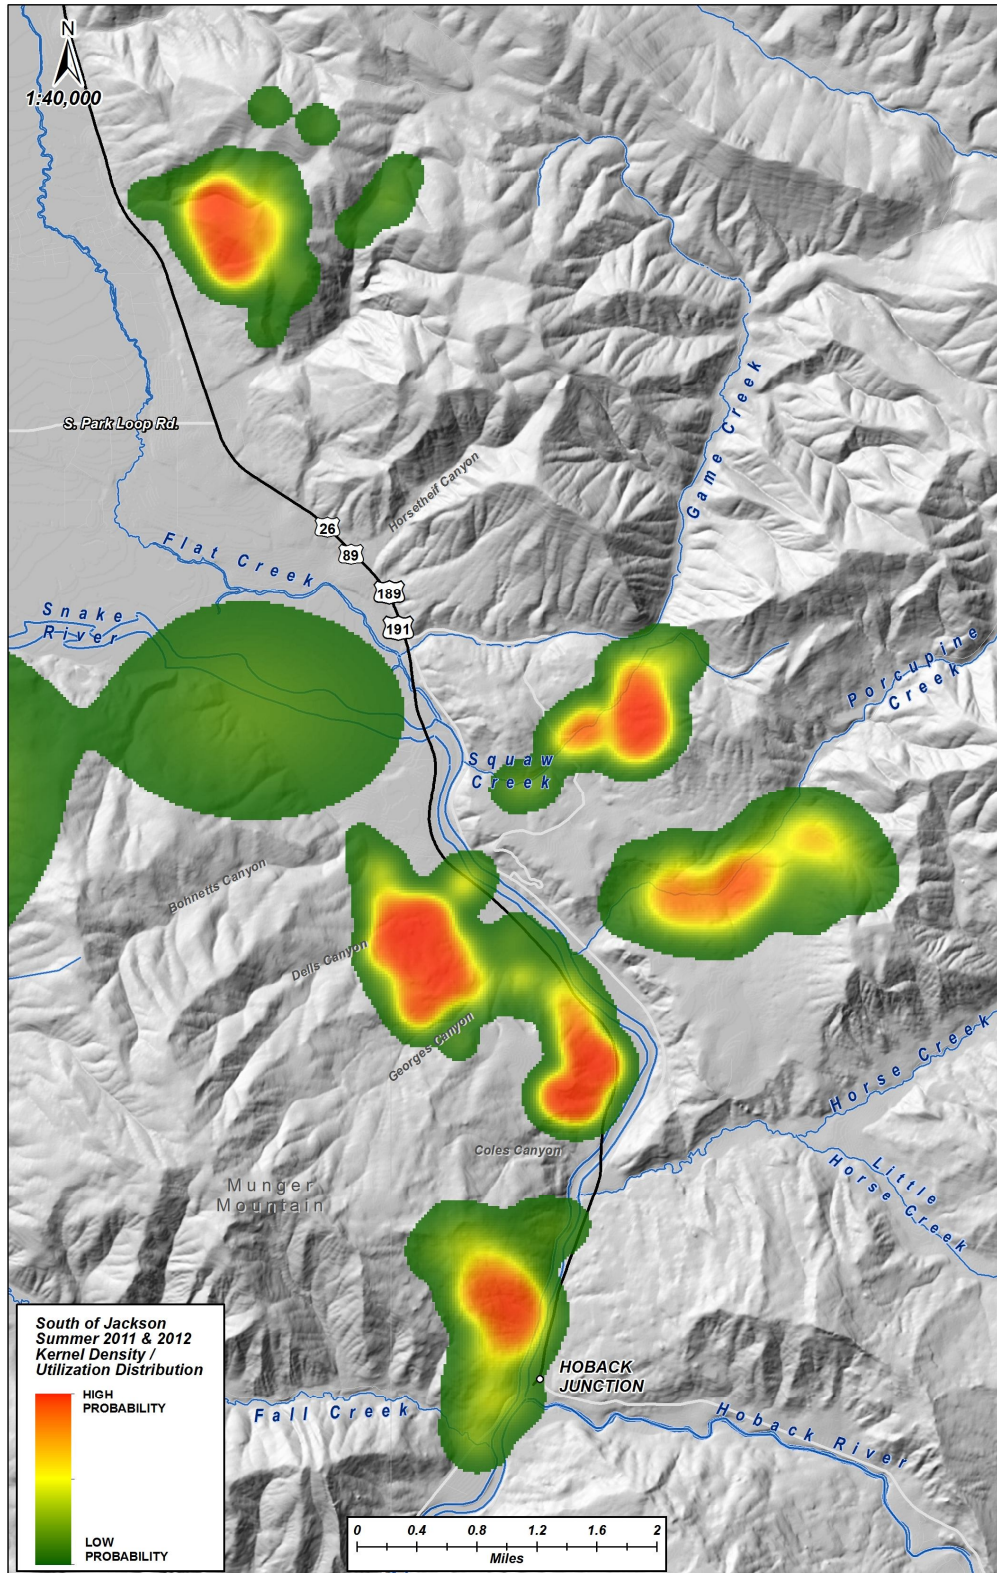 N
1:40,000
S. Park Loop Rd.
Horsetheif Canyon
Game Creek
26
89
189
191
Flat Creek
Snake
River
Porcupine
Creek
Squaw
Creek
Bohnetts Canyon
Dells Canyon
Georges Canyon
Horse Creek
Coles Canyon
Little
Horse Creek
Munger
Mountain
South of Jackson
Summer 2011 & 2012
Kernel Density /
Utilization Distribution
HIGH
PROBABILITY
LOW
PROBABILITY
HOBACK
JUNCTION
Fall Creek
Hoback River
0 0.4 0.8 1.2 1.6 2
Miles